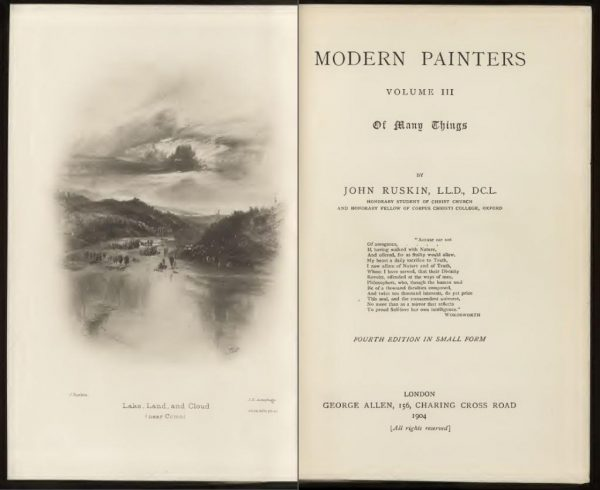 J. Ruskin.
Lake, Land, and Cloud
(near Como)
MODERN PAINTERS
VOLUME III
Of Many Things
BY
JOHN RUSKIN, LL.D., D.C.L.
HONORARY STUDENT OF CHRIST CHURCH
AND HONORARY FELLOW OF CORPUS CHRISTI COLLEGE, OXFORD
"Accuse me not
Of arrogance, . . . .
If, having walked with Nature,
And offered, far as frailty would allow,
My heart a daily sacrifice to Truth,
I now affirm of Nature and of Truth,
Whom I have served, that their Divinity
Revolts, offended at the ways of men,
Philosophers, who, though the human soul
Be of a thousand faculties composed,
And twice ten thousand interests, do yet prize
This soul, and the transcendent universe,
No more than as a mirror that reflects
To proud Self-love her own intelligence."
WORDSWORTH
FOURTH EDITION IN SMALL FORM
LONDON
GEORGE ALLEN, 156, CHARING CROSS ROAD
1904
[All rights reserved]